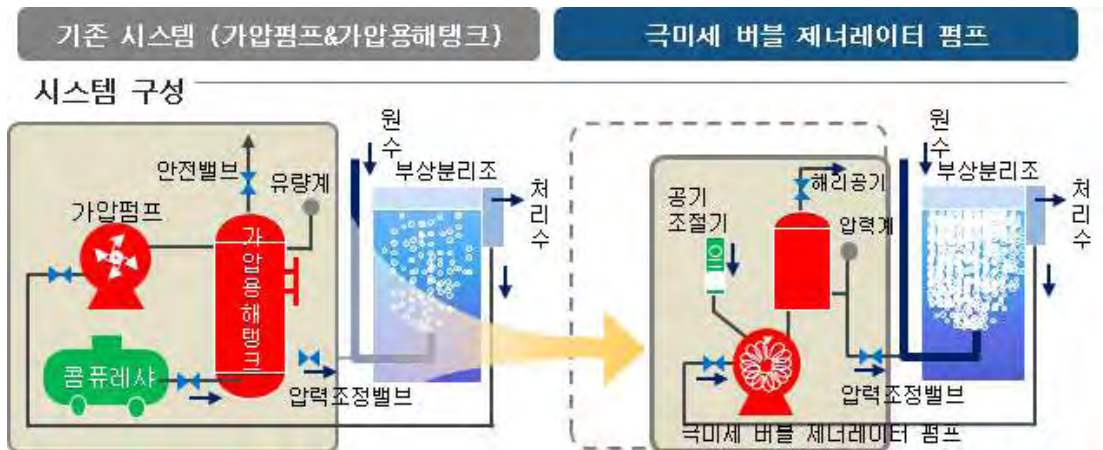 기존 시스템 (가압펌프&가압용해탱크)
극미세 버블 제너레이터 펌프
시스템 구성
안전밸브
유량계
가압펌프
가압용해탱크
콤퓨레샤
원수
부상분리조
처리수
압력조정밸브
해리공기
공기
조절기
압력계
원수
부상분리조
처리수
압력조정밸브
극미세 버블 제너레이터 펌프